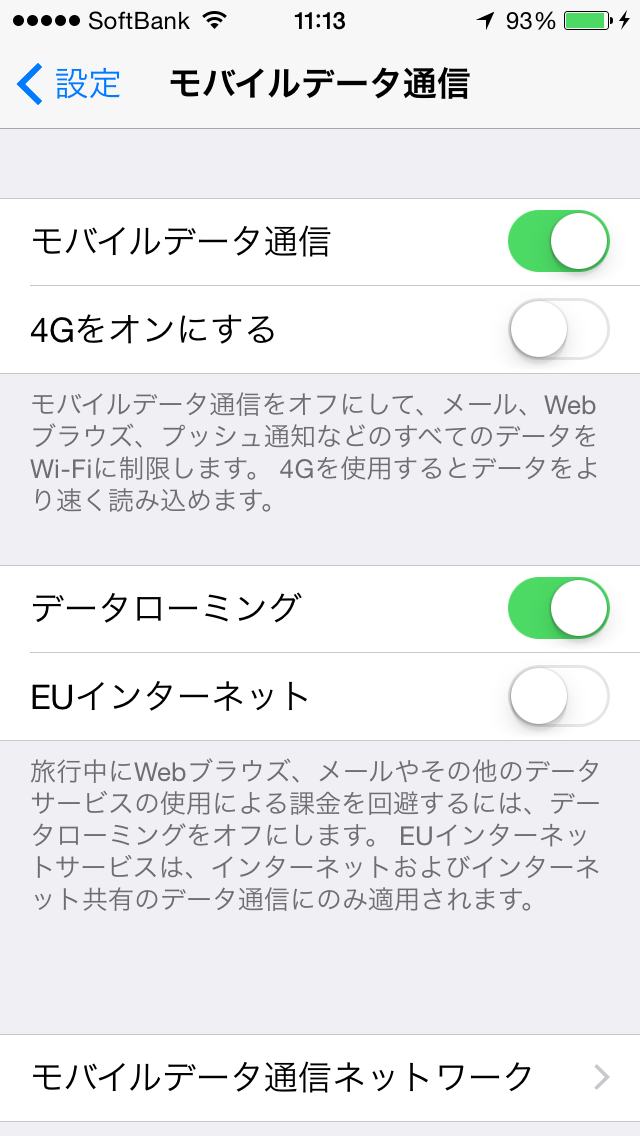 SoftBank 11:13 93%
設定 モバイルデータ通信
モバイルデータ通信
4Gをオンにする
モバイルデータ通信をオフにして、メール、Web
ブラウズ、プッシュ通知などのすべてのデータを
Wi-Fiに制限します。 4Gを使用するとデータをよ
り速く読み込めます。
データローミング
EUインターネット
旅行中にWebブラウズ、メールやその他のデータ
サービスの使用による課金を回避するには、デー
タローミングをオフにします。 EUインターネッ
トサービスは、インターネットおよびインターネ
ット共有のデータ通信にのみ適用されます。
モバイルデータ通信ネットワーク